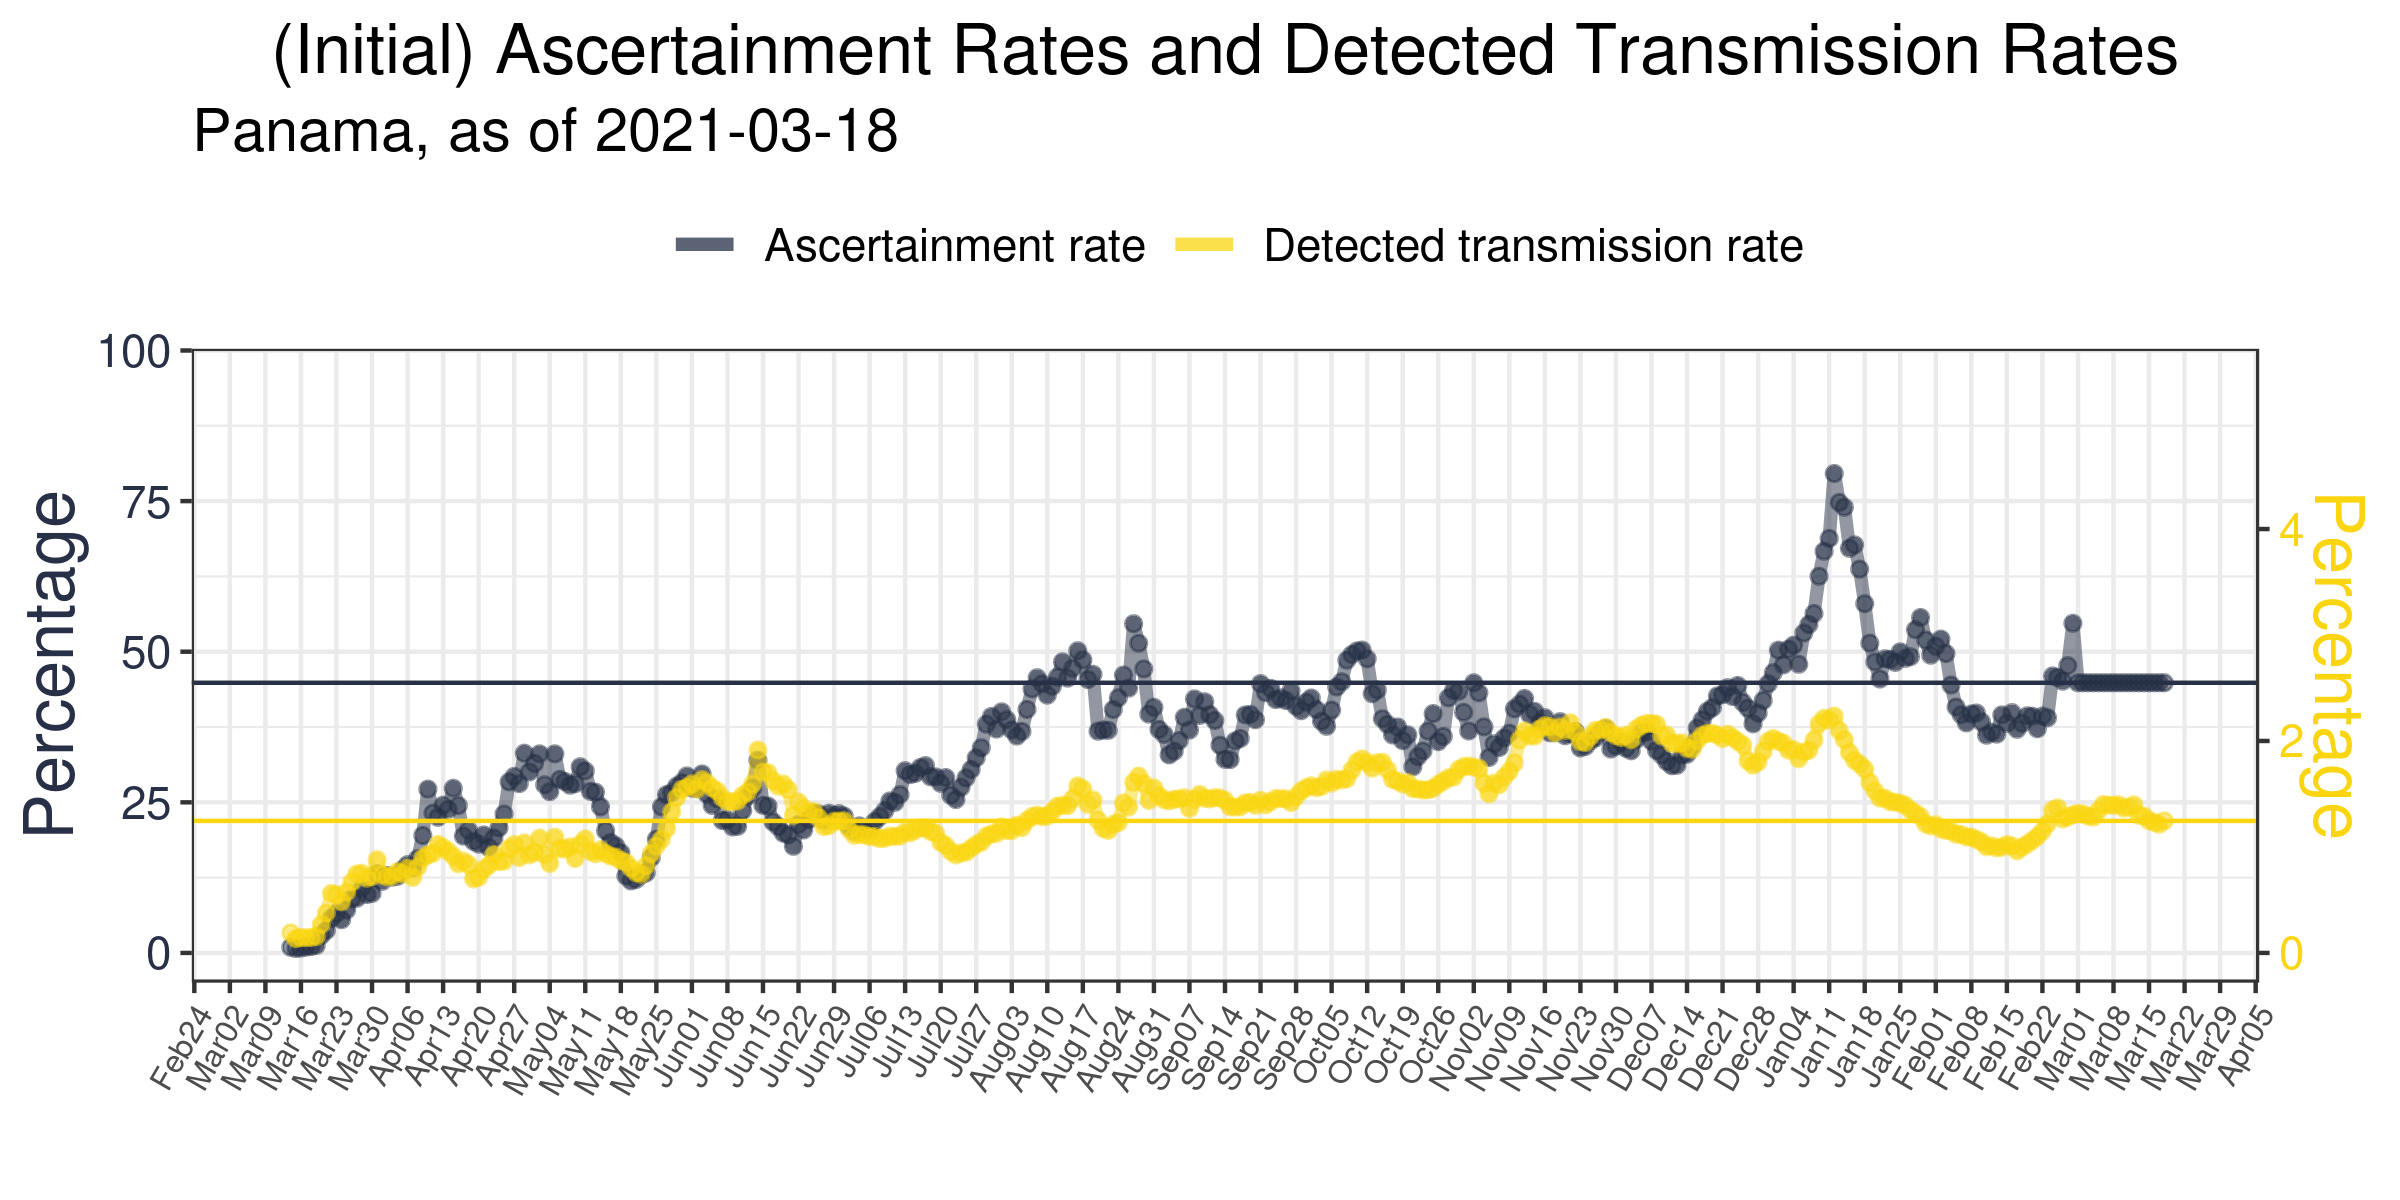 (Initial) Ascertainment Rates and Detected Transmission Rates
Panama, as of 2021-03-18
Ascertainment rate
Detected transmission rate
Percentage
100
75
50
25
0
Percentage
4
2
0
Feb24
Mar02
Mar09
Mar16
Mar23
Mar30
Apr06
Apr13
Apr20
Apr27
May04
May11
May18
May25
Jun01
Jun08
Jun15
Jun22
Jun29
Jul06
Jul13
Jul20
Jul27
Aug03
Aug10
Aug17
Aug24
Aug31
Sep07
Sep14
Sep21
Sep28
Oct05
Oct12
Oct19
Oct26
Nov02
Nov09
Nov16
Nov23
Nov30
Dec07
Dec14
Dec21
Dec28
Jan04
Jan11
Jan18
Jan25
Feb01
Feb08
Feb15
Feb22
Mar01
Mar08
Mar15
Mar22
Mar29
Apr05